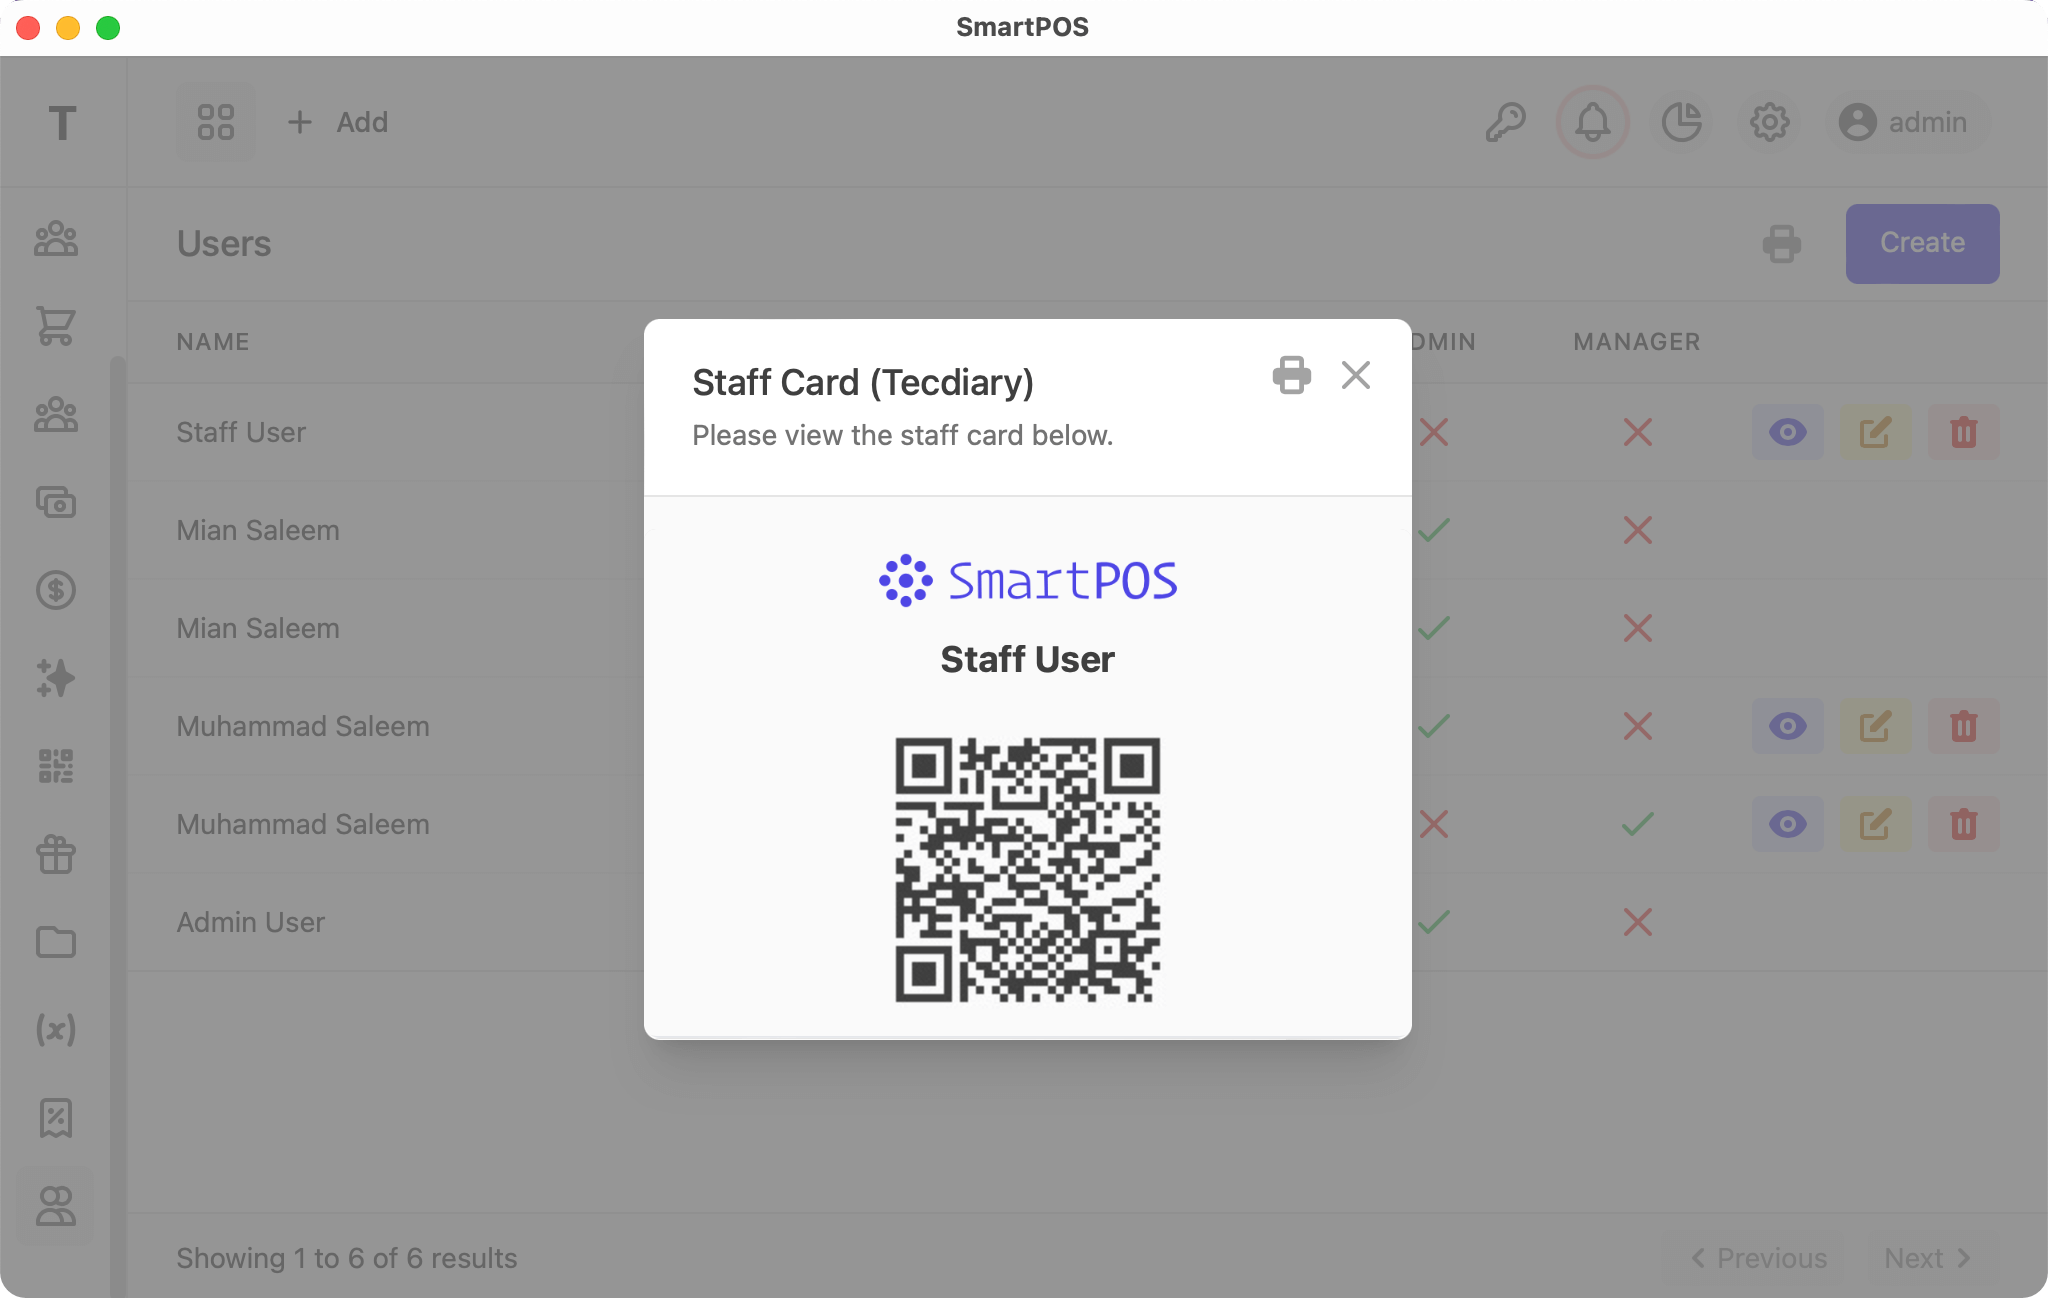 SmartPOS
T
Add
admin
Users
Create
NAME
DMIN
MANAGER
Staff Card (Tecdiary)
Please view the staff card below.
SmartPOS
Staff User
Staff User
Mian Saleem
Mian Saleem
Muhammad Saleem
Muhammad Saleem
Admin User
Showing 1 to 6 of 6 results
Previous
Next